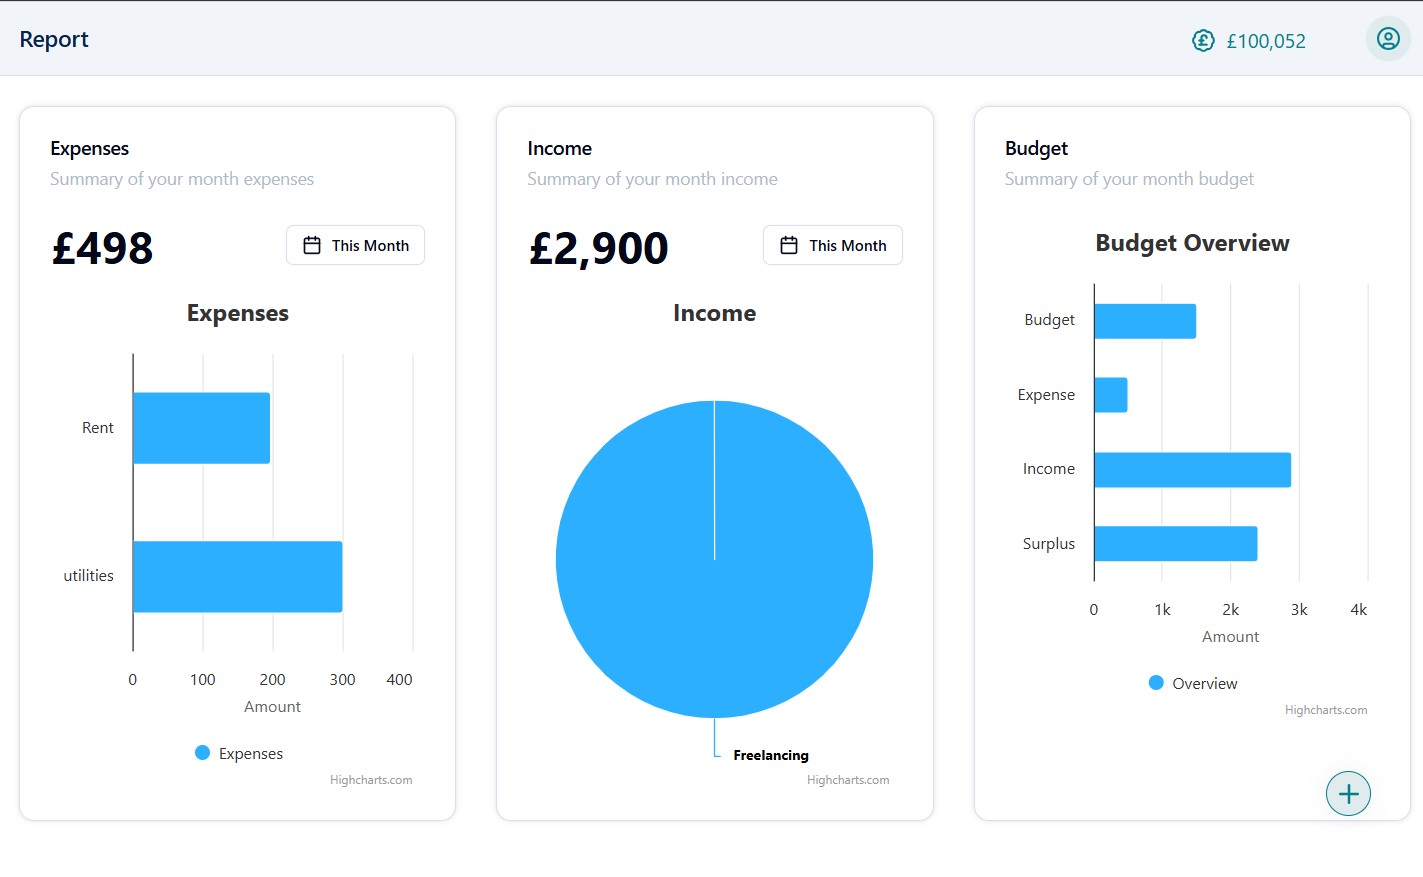 Report
£100,052
Expenses
Summary of your month expenses
£498
This Month
Expenses
Rent
utilities
0 100 200 300 400
Amount
Expenses
Highcharts.com
Income
Summary of your month income
£2,900
This Month
Income
Freelancing
Highcharts.com
Budget
Summary of your month budget
Budget Overview
Budget
Expense
Income
Surplus
0 1k 2k 3k 4k
Amount
Overview
Highcharts.com